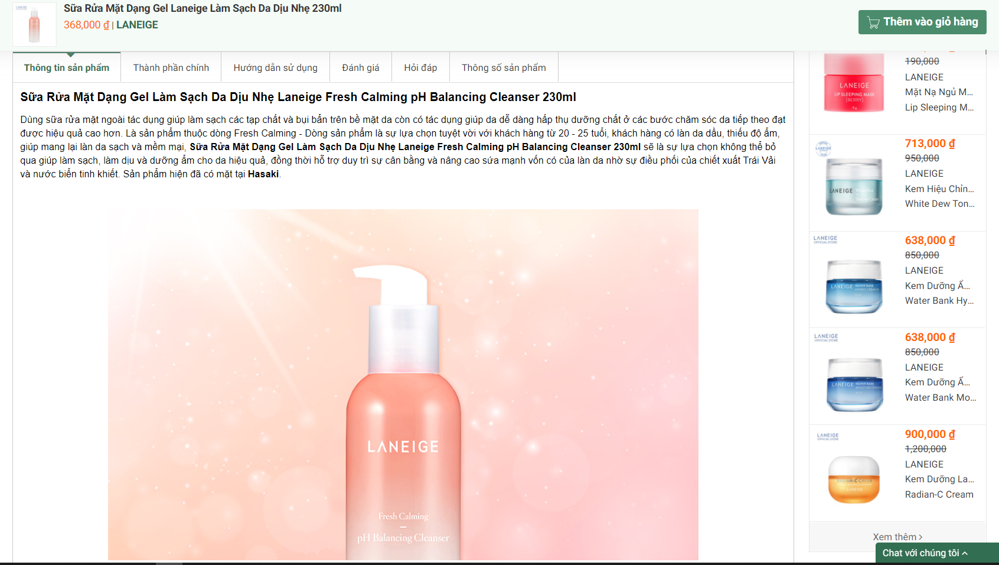 Sữa Rửa Mặt Dạng Gel Laneige Làm Sạch Da Dịu Nhẹ 230ml
368,000 ₫ | LANEIGE
Thêm vào giỏ hàng
Thông tin sản phẩm
Thành phần chính
Hướng dẫn sử dụng
Đánh giá
Hỏi đáp
Thông số sản phẩm
Sữa Rửa Mặt Dạng Gel Làm Sạch Da Dịu Nhẹ Laneige Fresh Calming pH Balancing Cleanser 230ml
Dùng sữa rửa mặt ngoài tác dụng giúp làm sạch các tạp chất và bụi bẩn trên bề mặt da còn có tác dụng giúp da dễ dàng hấp thụ dưỡng chất ở các bước chăm sóc da tiếp theo đạt
được hiệu quả cao hơn. Là sản phẩm thuộc dòng Fresh Calming - Dòng sản phẩm là sự lựa chọn tuyệt vời với khách hàng từ 20 - 25 tuổi, khách hàng có làn da dầu, thiếu độ ẩm,
giúp mang lại làn da sạch và mềm mại, Sữa Rửa Mặt Dạng Gel Làm Sạch Da Dịu Nhẹ Laneige Fresh Calming pH Balancing Cleanser 230ml sẽ là sự lựa chọn không thể bỏ
qua giúp làm sạch, làm dịu và dưỡng ẩm cho da hiệu quả, đồng thời hỗ trợ duy trì sự cân bằng và nâng cao sứa mạnh vốn có của làn da nhờ sự điều phối của chiết xuất Trái Vải
và nước biển tinh khiết. Sản phẩm hiện đã có mặt tại Hasaki.
LANEIGE
Fresh Calming
pH Balancing Cleanser
LANEIGE
LIP SLEEPING MASK
[BERRY]
190,000
LANEIGE
Mặt Nạ Ngủ M...
Lip Sleeping M...
LANEIGE
LANEIGE
713,000 ₫
950,000
LANEIGE
Kem Hiệu Chỉn...
White Dew Ton...
LANEIGE
OFFICIAL STORE
LANEIGE
WATER BANK
638,000 ₫
850,000
LANEIGE
Kem Dưỡng Ẩ...
Water Bank Hy...
LANEIGE
OFFICIAL STORE
LANEIGE
WATER BANK
638,000 ₫
850,000
LANEIGE
Kem Dưỡng Ẩ...
Water Bank Mo...
LANEIGE
OFFICIAL STORE
RADIAN-C CREAM
LANEIGE
900,000 ₫
1,200,000
LANEIGE
Kem Dưỡng La...
Radian-C Cream
Xem thêm
Chat với chúng tôi